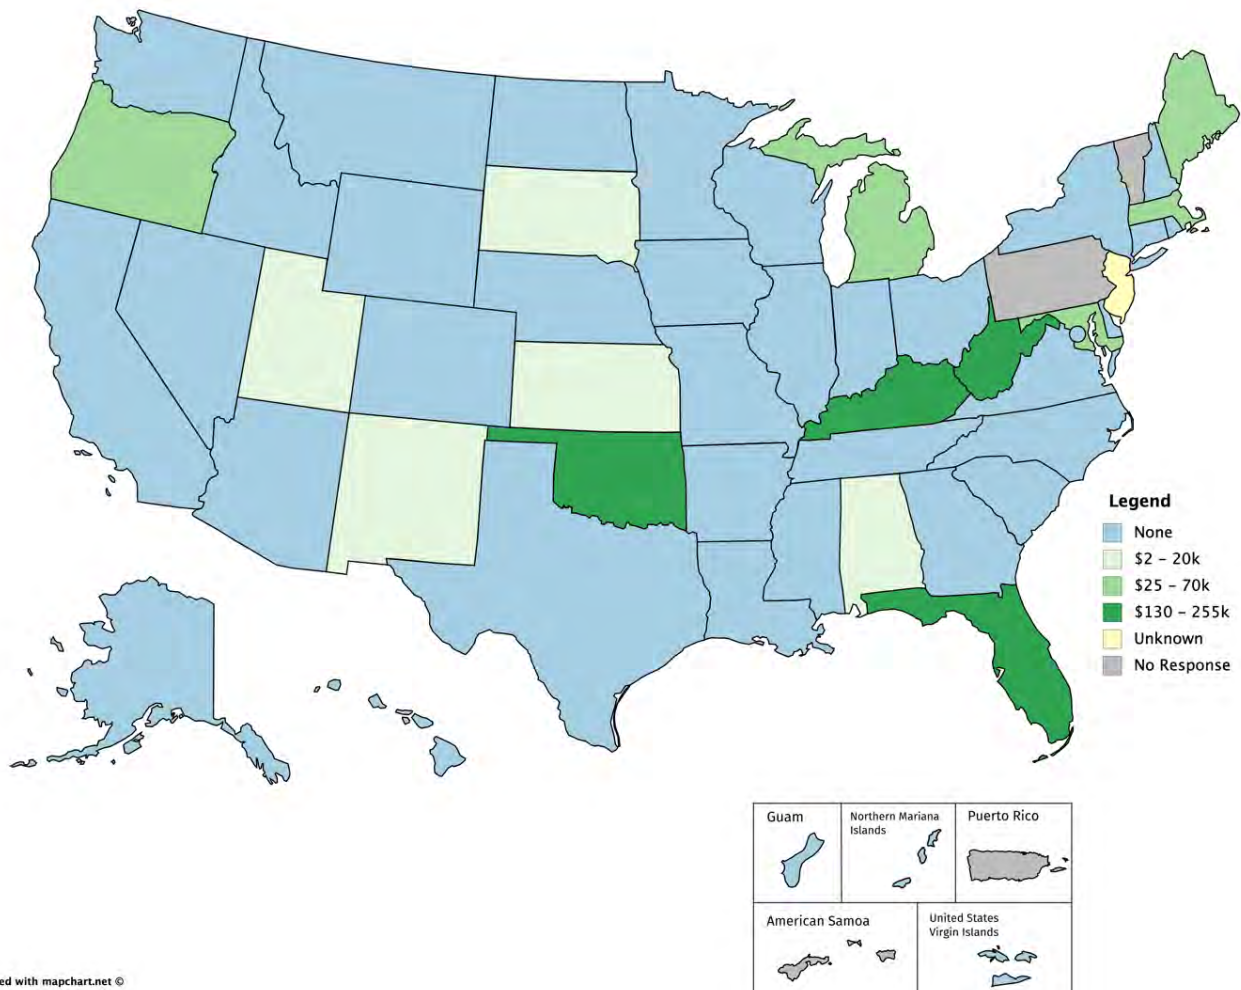 Legend
None
$2 – 20k
$25 – 70k
$130 – 255k
Unknown
No Response
Guam
Northern Mariana
Islands
Puerto Rico
American Samoa
United States
Virgin Islands
ed with mapchart.net ©